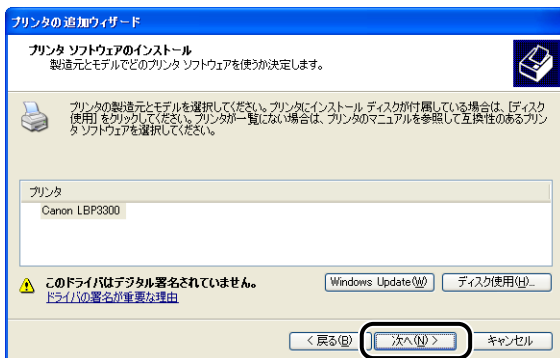 プリンタの追加ウィザード
プリンタ ソフトウェアのインストール
製造元とモデルでどのプリンタ ソフトウェアを使うか決定します。
プリンタの製造元とモデルを選択してください。プリンタにインストール ディスクが付属している場合は、[ディスク
使用] をクリックしてください。プリンタが一覧にない場合は、プリンタのマニュアルを参照して互換性のあるプリン
タ ソフトウェアを選択してください。
プリンタ
Canon LBP3300
このドライバはデジタル署名されていません。
ドライバの署名が重要な理由
Windows Update(W)
ディスク使用(H)...
< 戻る(B)
次へ(N) >
キャンセル